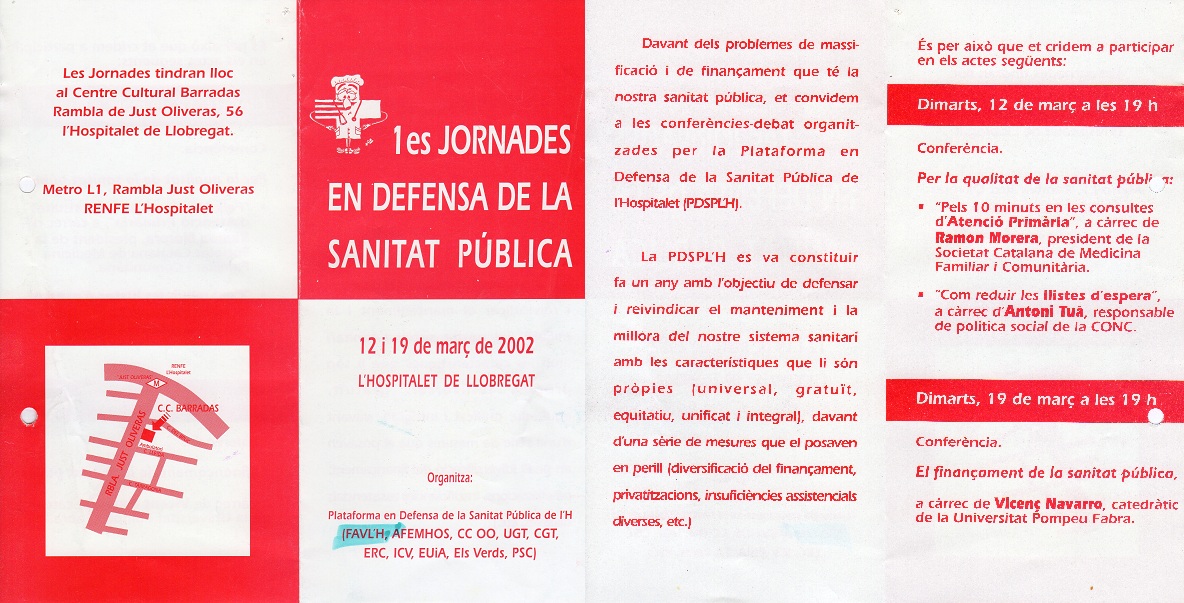 Les Jornades tindran lloc
al Centre Cultural Barradas
Rambla de Just Oliveras, 56
l'Hospitalet de Llobregat.
Metro L1, Rambla Just Oliveras
RENFE L'Hospitalet
RENFE
L'Hospitalet
JUST OLIVERAS
M
C.C. BARRADAS
RBLA. JUST OLIVERAS
1es JORNADES
EN DEFENSA DE LA
SANITAT PÚBLICA
12 i 19 de març de 2002
L'HOSPITALET DE LLOBREGAT
Organitza:
Plataforma en Defensa de la Sanitat Pública de l'H
(FAVL'H, AFEMHOS, CC OO, UGT, CGT,
ERC, ICV, EUiA, Els Verds, PSC)
Davant dels problemes de massi-
ficació i de finançament que té la
nostra sanitat pública, et convidem
a les conferències-debat organit-
zades per la Plataforma en
Defensa de la Sanitat Pública de
l'Hospitalet (PDSPL'H).
La PDSPL'H es va constituir
fa un any amb l'objectiu de defensar
i reivindicar el manteniment i la
millora del nostre sistema sanitari
amb les característiques que li són
pròpies (universal, gratuït,
equitatiu, unificat i integral), davant
d'una sèrie de mesures que el posaven
en perill (diversificació del finançament,
privatitzacions, insuficiències assistencials
diverses, etc.)
És per això que et cridem a participar
en els actes següents:
Dimarts, 12 de març a les 19 h
Conferència.
Per la qualitat de la sanitat pública:
▪ "Pels 10 minuts en les consultes
d'Atenció Primària", a càrrec de
Ramon Morera, president de la
Societat Catalana de Medicina
Familiar i Comunitària.
▪ "Com reduir les llistes d'espera",
a càrrec d'Antoni Tuà, responsable
de política social de la CONC.
Dimarts, 19 de març a les 19 h
Conferència.
El finançament de la sanitat pública,
a càrrec de Vicenç Navarro, catedràtic
de la Universitat Pompeu Fabra.